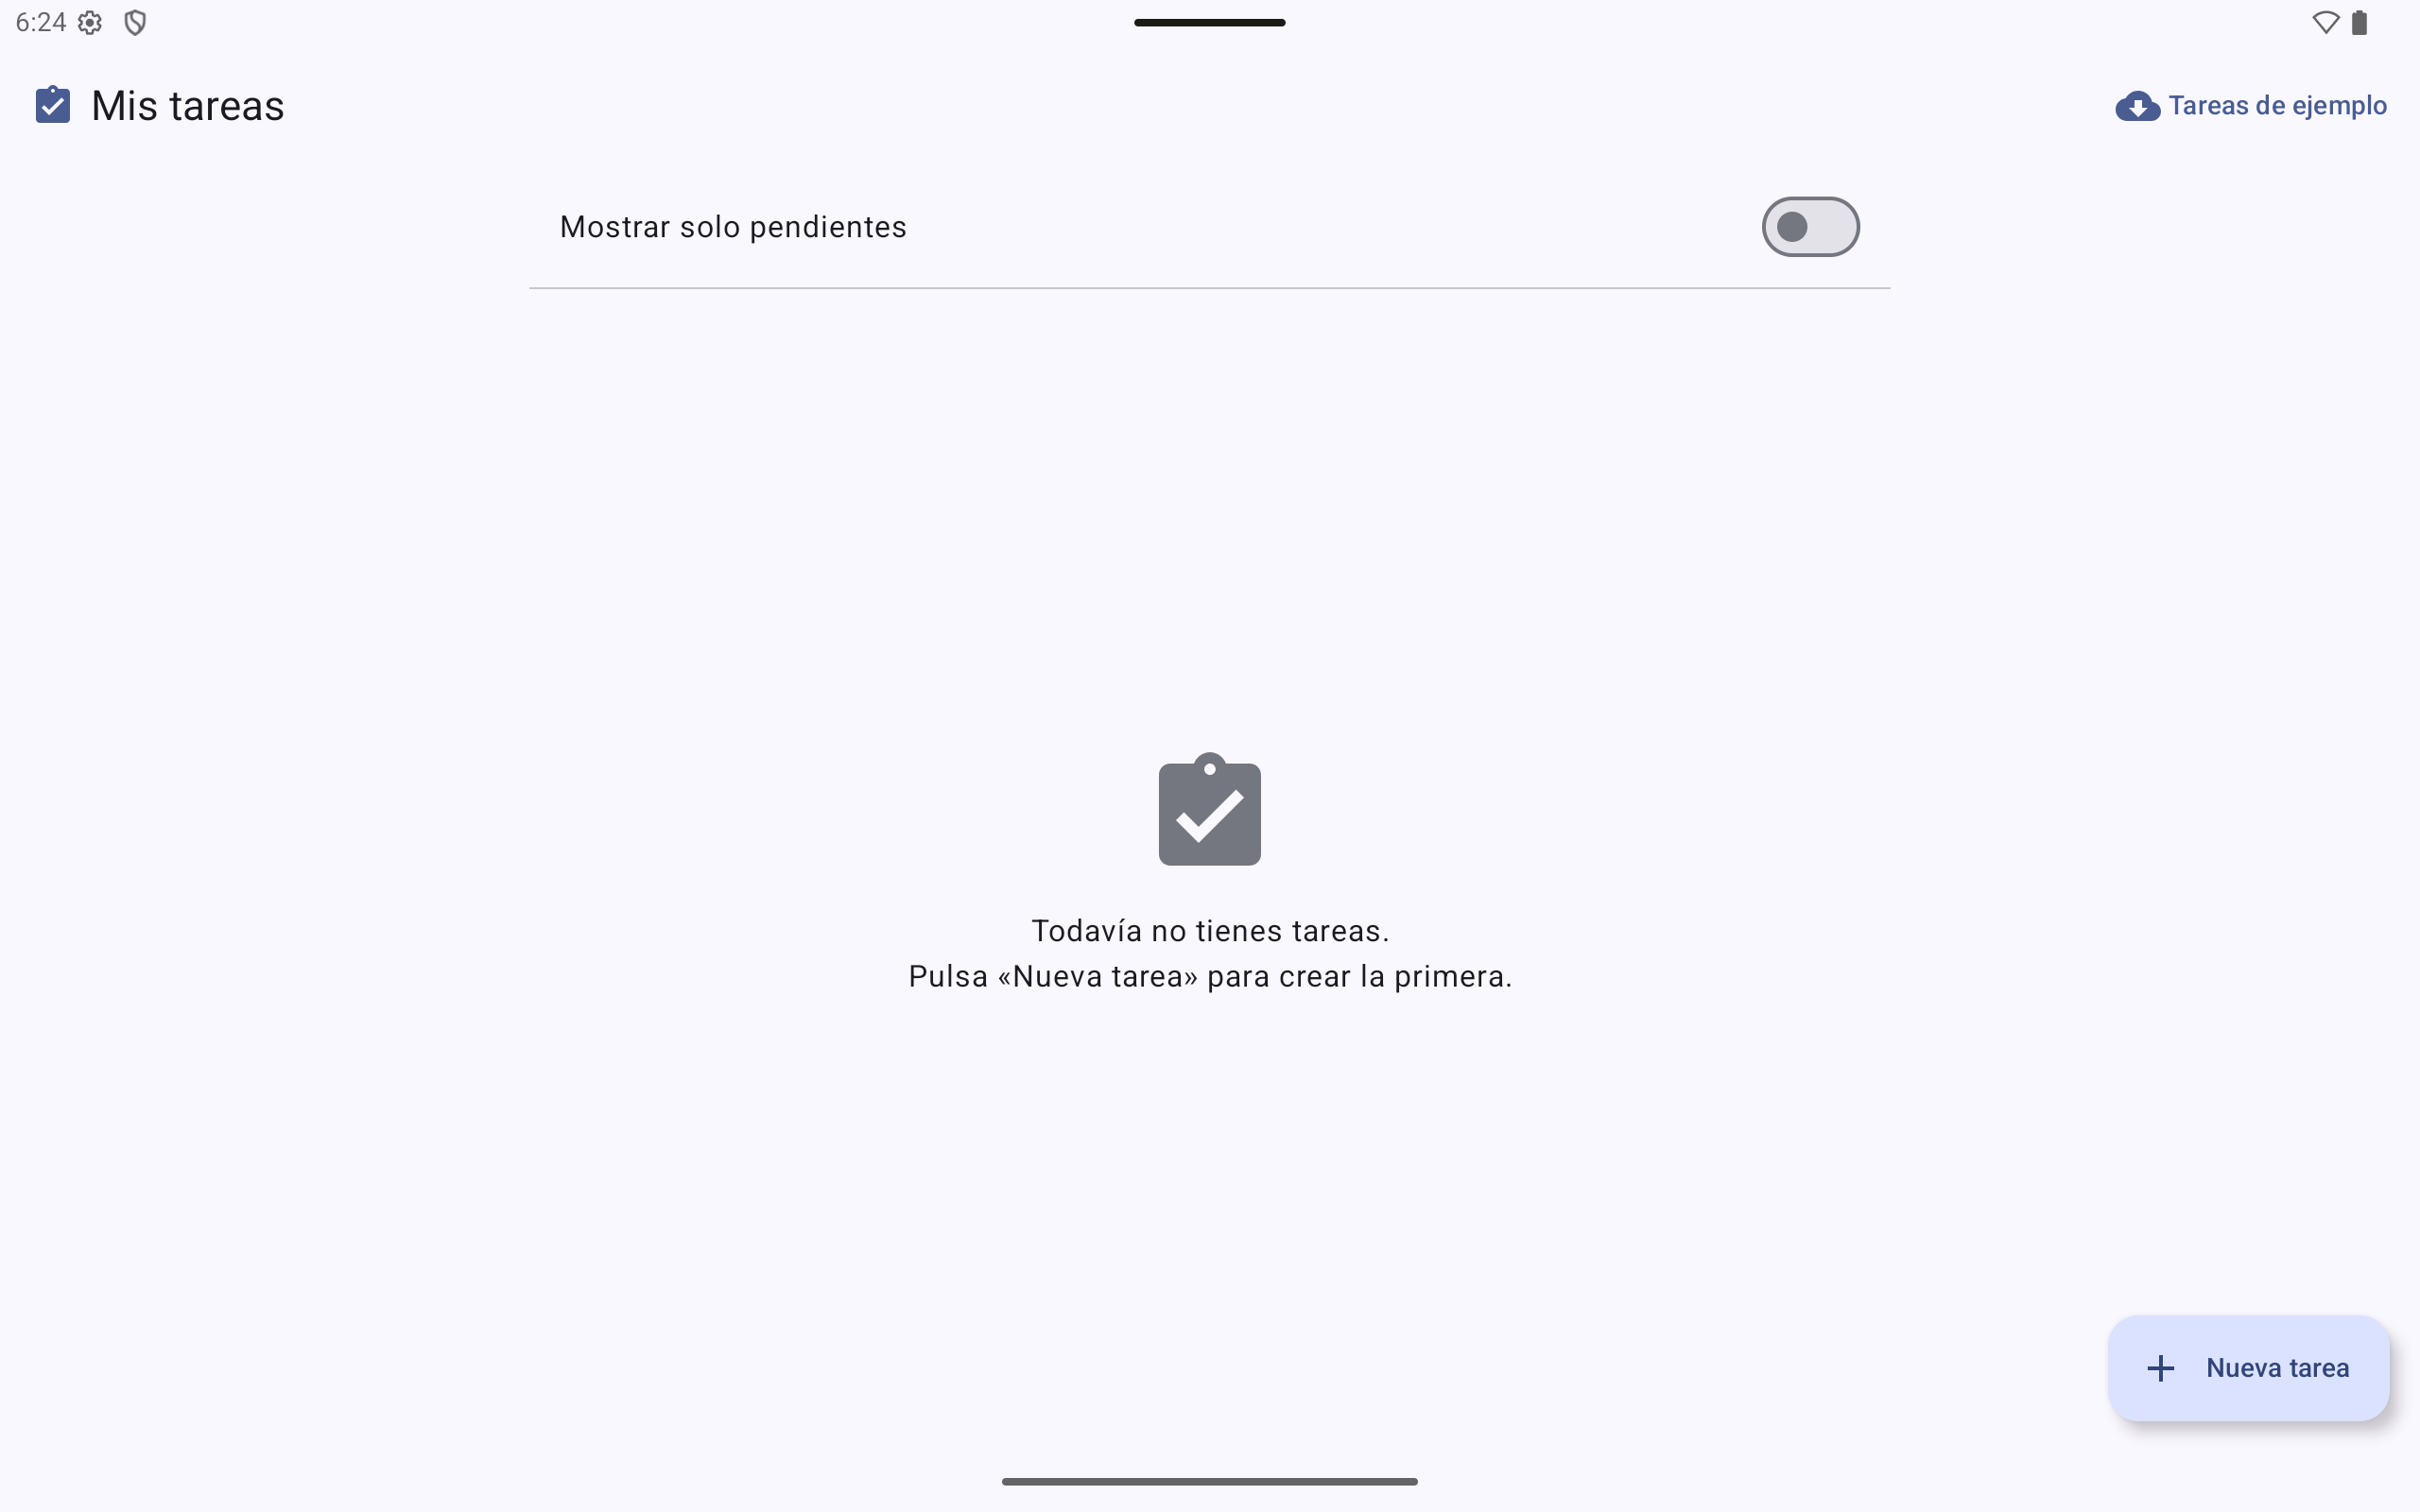 6:24
Mis tareas
Tareas de ejemplo
Mostrar solo pendientes
Todavía no tienes tareas.
Pulsa «Nueva tarea» para crear la primera.
Nueva tarea